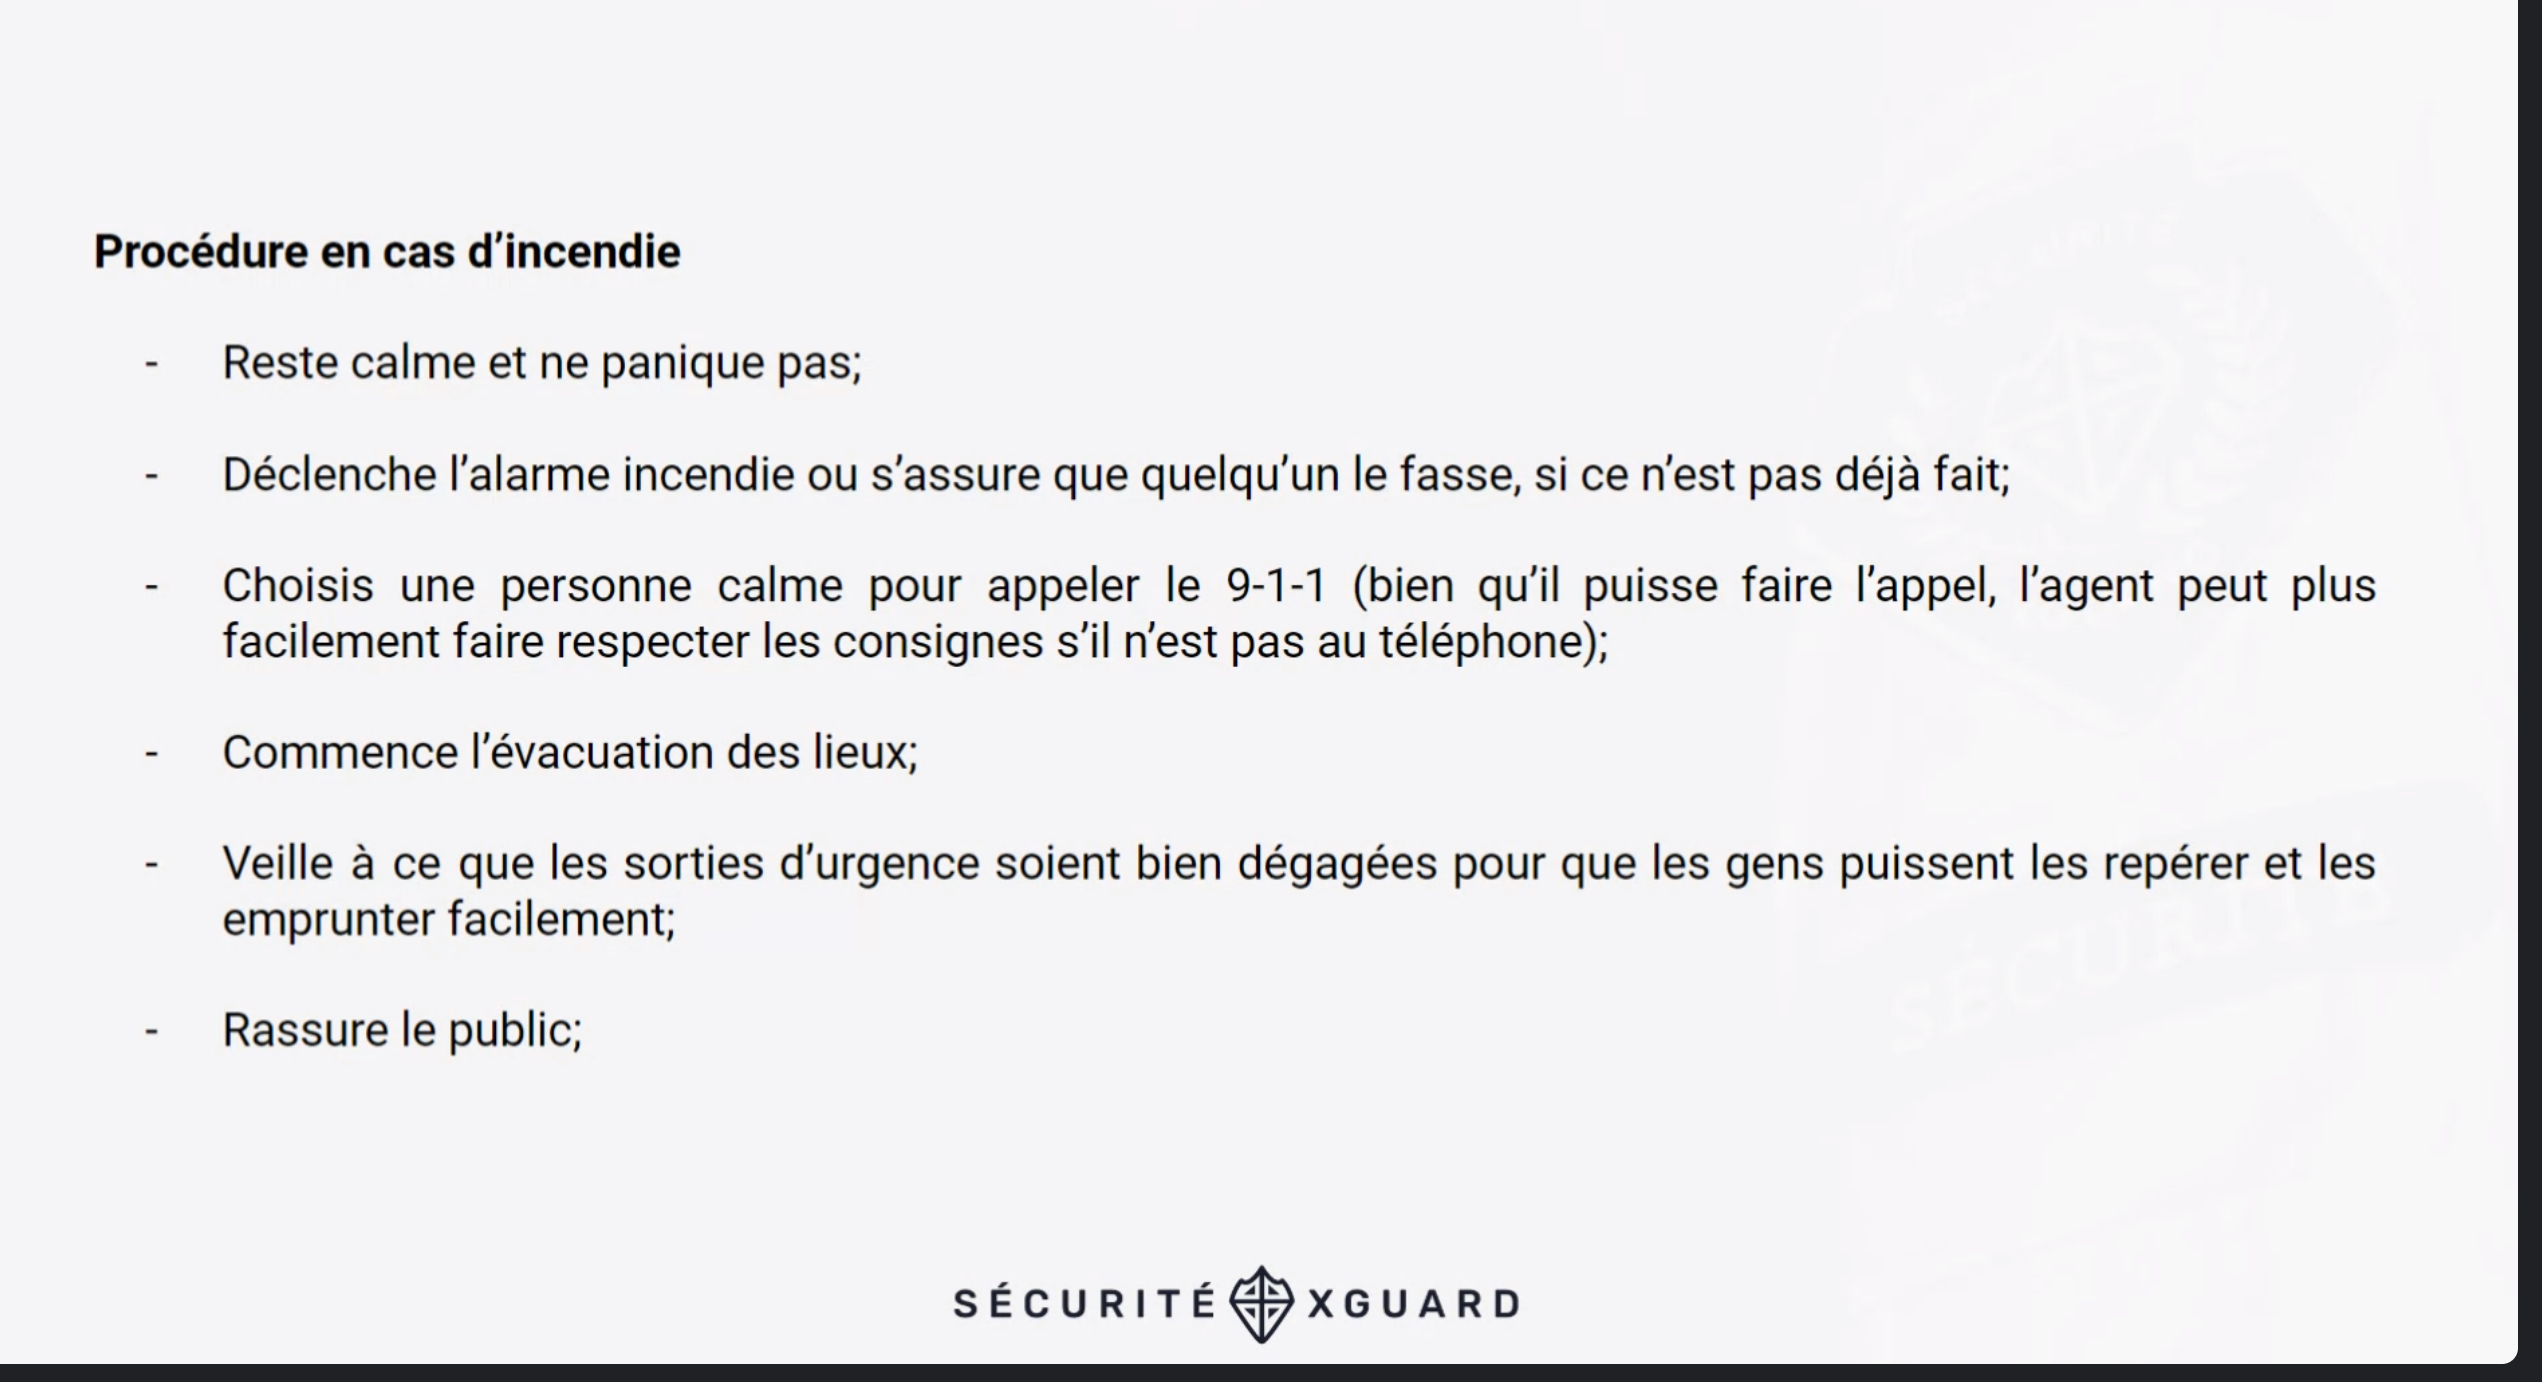 Procédure en cas d’incendie
- Reste calme et ne panique pas;
- Déclenche l’alarme incendie ou s’assure que quelqu’un le fasse, si ce n’est pas déjà fait;
- Choisis une personne calme pour appeler le 9-1-1 (bien qu’il puisse faire l’appel, l’agent peut plus
facilement faire respecter les consignes s’il n’est pas au téléphone);
- Commence l’évacuation des lieux;
- Veille à ce que les sorties d’urgence soient bien dégagées pour que les gens puissent les repérer et les
emprunter facilement;
- Rassure le public;
SÉCURITÉ
SÉCURITÉ
SÉCURITÉ XGUARD